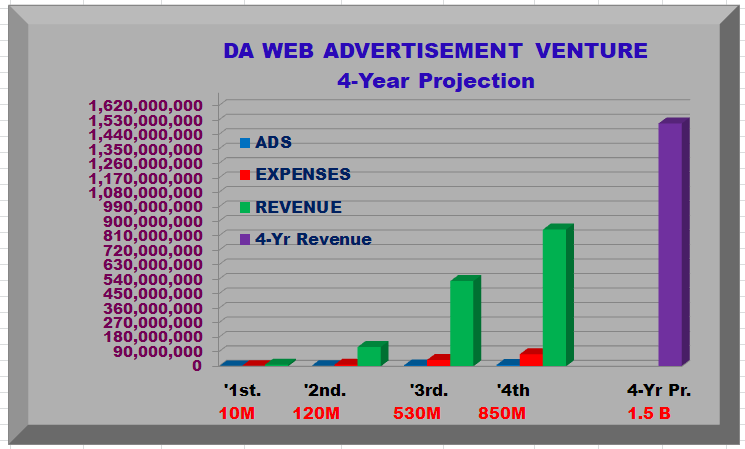 DA WEB ADVERTISEMENT VENTURE
4-Year Projection
1,620,000,000
1,530,000,000
1,440,000,000
1,350,000,000
1,260,000,000
1,170,000,000
1,080,000,000
990,000,000
900,000,000
810,000,000
720,000,000
630,000,000
540,000,000
450,000,000
360,000,000
270,000,000
180,000,000
90,000,000
0
ADS
EXPENSES
REVENUE
4-Yr Revenue
'1st. '2nd. '3rd. '4th 4-Yr Pr.
10M 120M 530M 850M 1.5 B